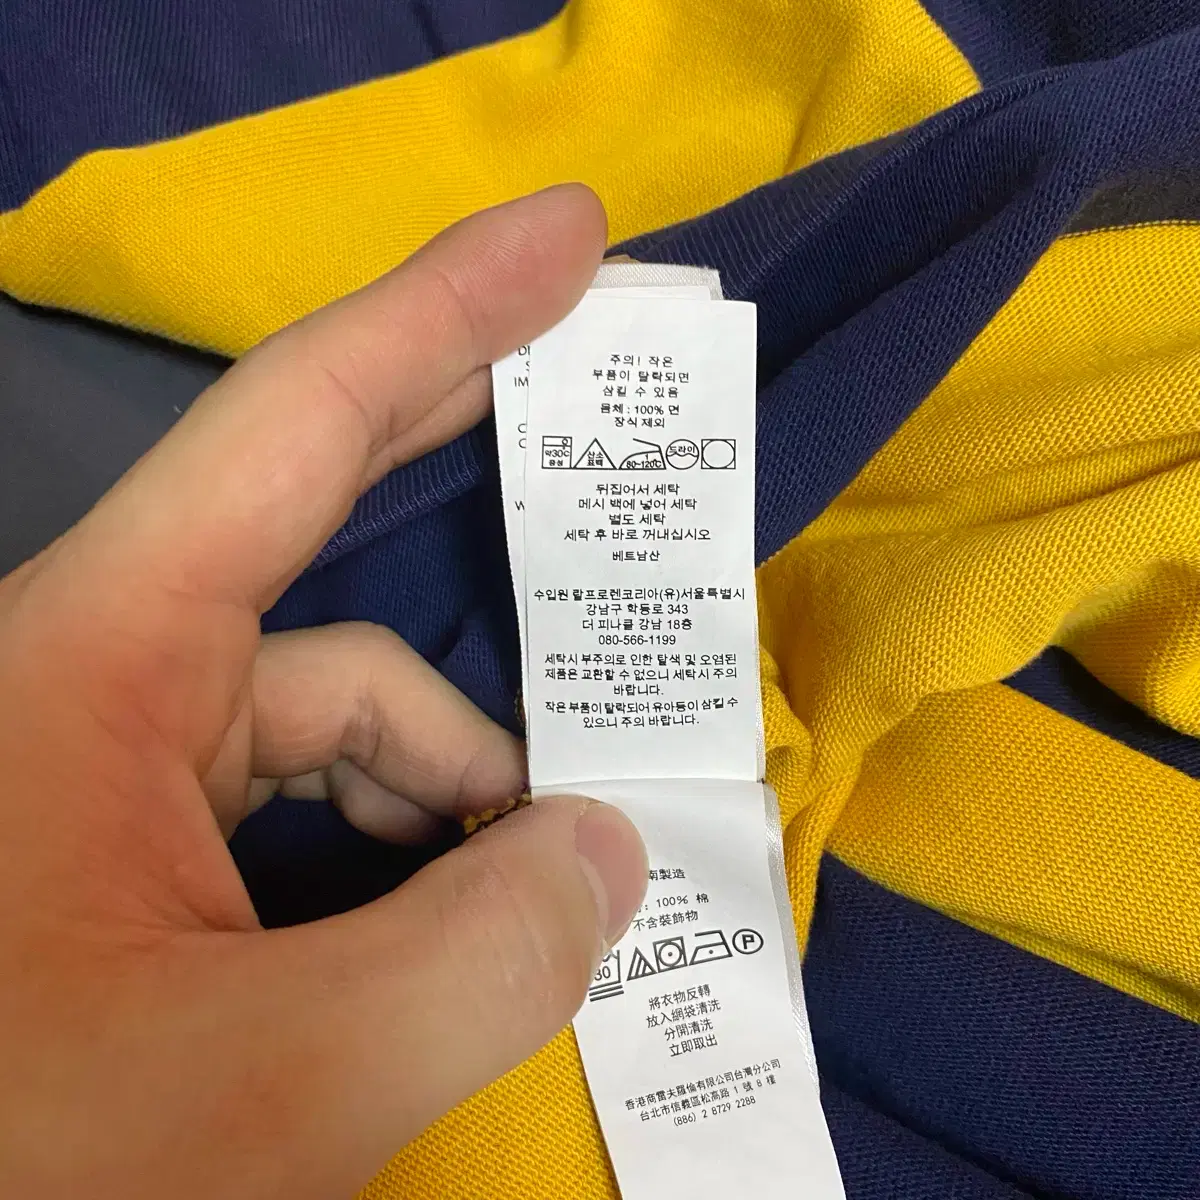 주의! 작은
부품이 탈락되면
삼킬 수 있음
몸체 : 100% 면
장식 제외
약30℃
중성
산소
표백
1
80~120℃
드라이
뒤집어서 세탁
메시 백에 넣어 세탁
별도 세탁
세탁 후 바로 꺼내십시오
베트남산
수입원 랄프로렌코리아(유)서울특별시
강남구 학동로 343
더 피나클 강남 18층
080-566-1199
세탁시 부주의로 인한 탈색 및 오염된
제품은 교환할 수 없으니 세탁시 주의
바랍니다.
작은 부품이 탈락되어 유아등이 삼킬 수
있으니 주의 바랍니다.
南製造
: 100% 棉
不含裝飾物
30
P
將衣物反轉
放入網袋清洗
分開清洗
立即取出
香港商雷夫羅倫有限公司台灣分公司
台北市信義區松高路 1 號 8 樓
(886) 2 8729 2288